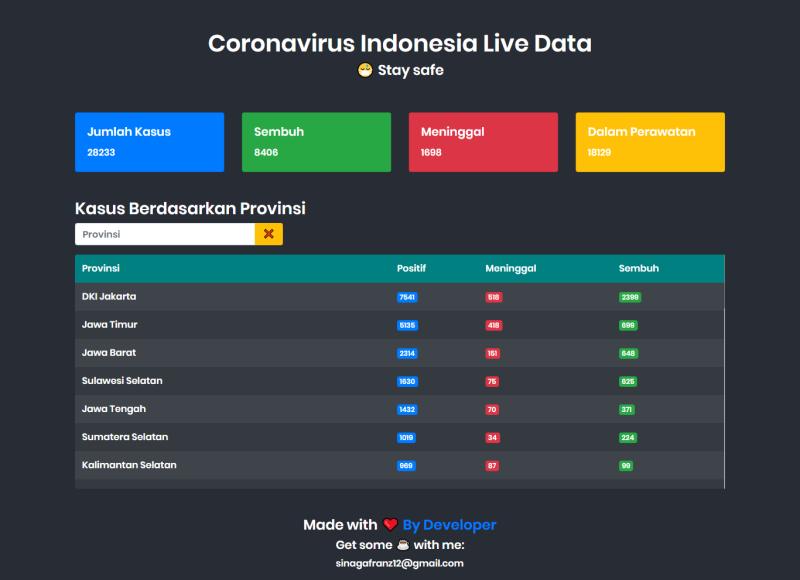 Coronavirus Indonesia Live Data
😷 Stay safe
Jumlah Kasus
28233
Sembuh
8406
Meninggal
1698
Dalam Perawatan
18129
Kasus Berdasarkan Provinsi
Provinsi
Provinsi Positif Meninggal Sembuh
DKI Jakarta 7541 518 2398
Jawa Timur 5135 418 699
Jawa Barat 2314 151 648
Sulawesi Selatan 1630 75 625
Jawa Tengah 1432 70 371
Sumatera Selatan 1019 34 224
Kalimantan Selatan 969 87 99
Made with ❤️ By Developer
Get some ☕ with me:
sinagafranz12@gmail.com